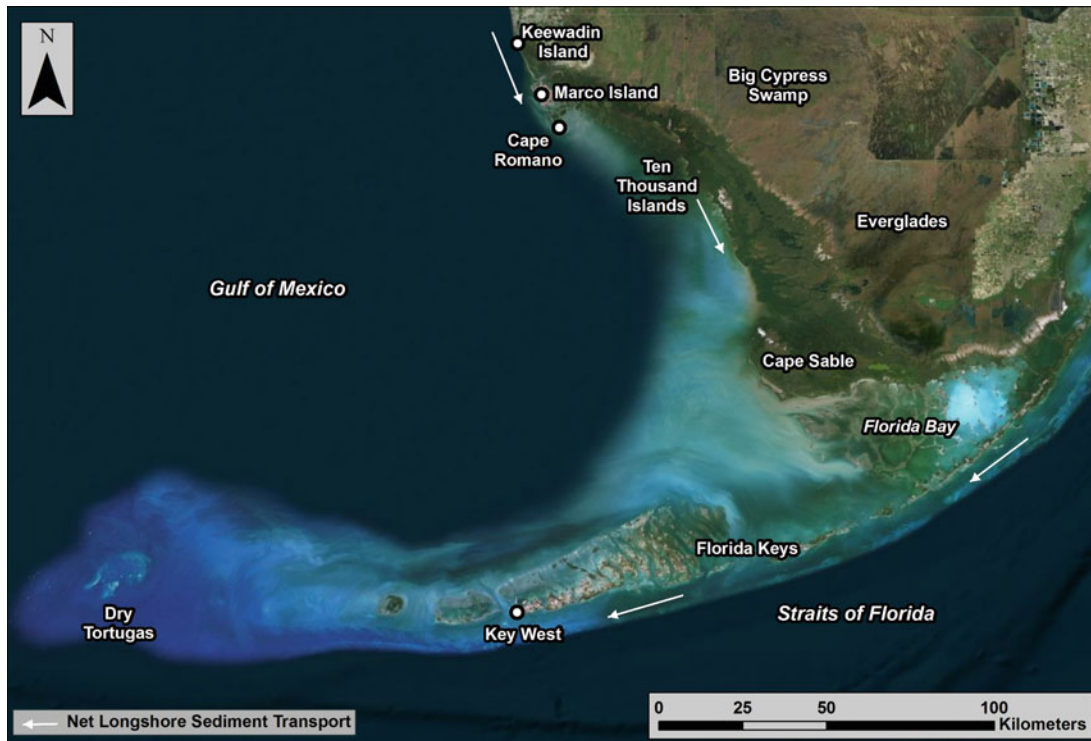 N
Keewadin
Island
Big Cypress
Swamp
Marco Island
Cape
Romano
Ten
Thousand
Islands
Everglades
Gulf of Mexico
Cape Sable
Florida Bay
Florida Keys
Dry
Tortugas
Key West
Straits of Florida
Net Longshore Sediment Transport
0 25 50 100
Kilometers